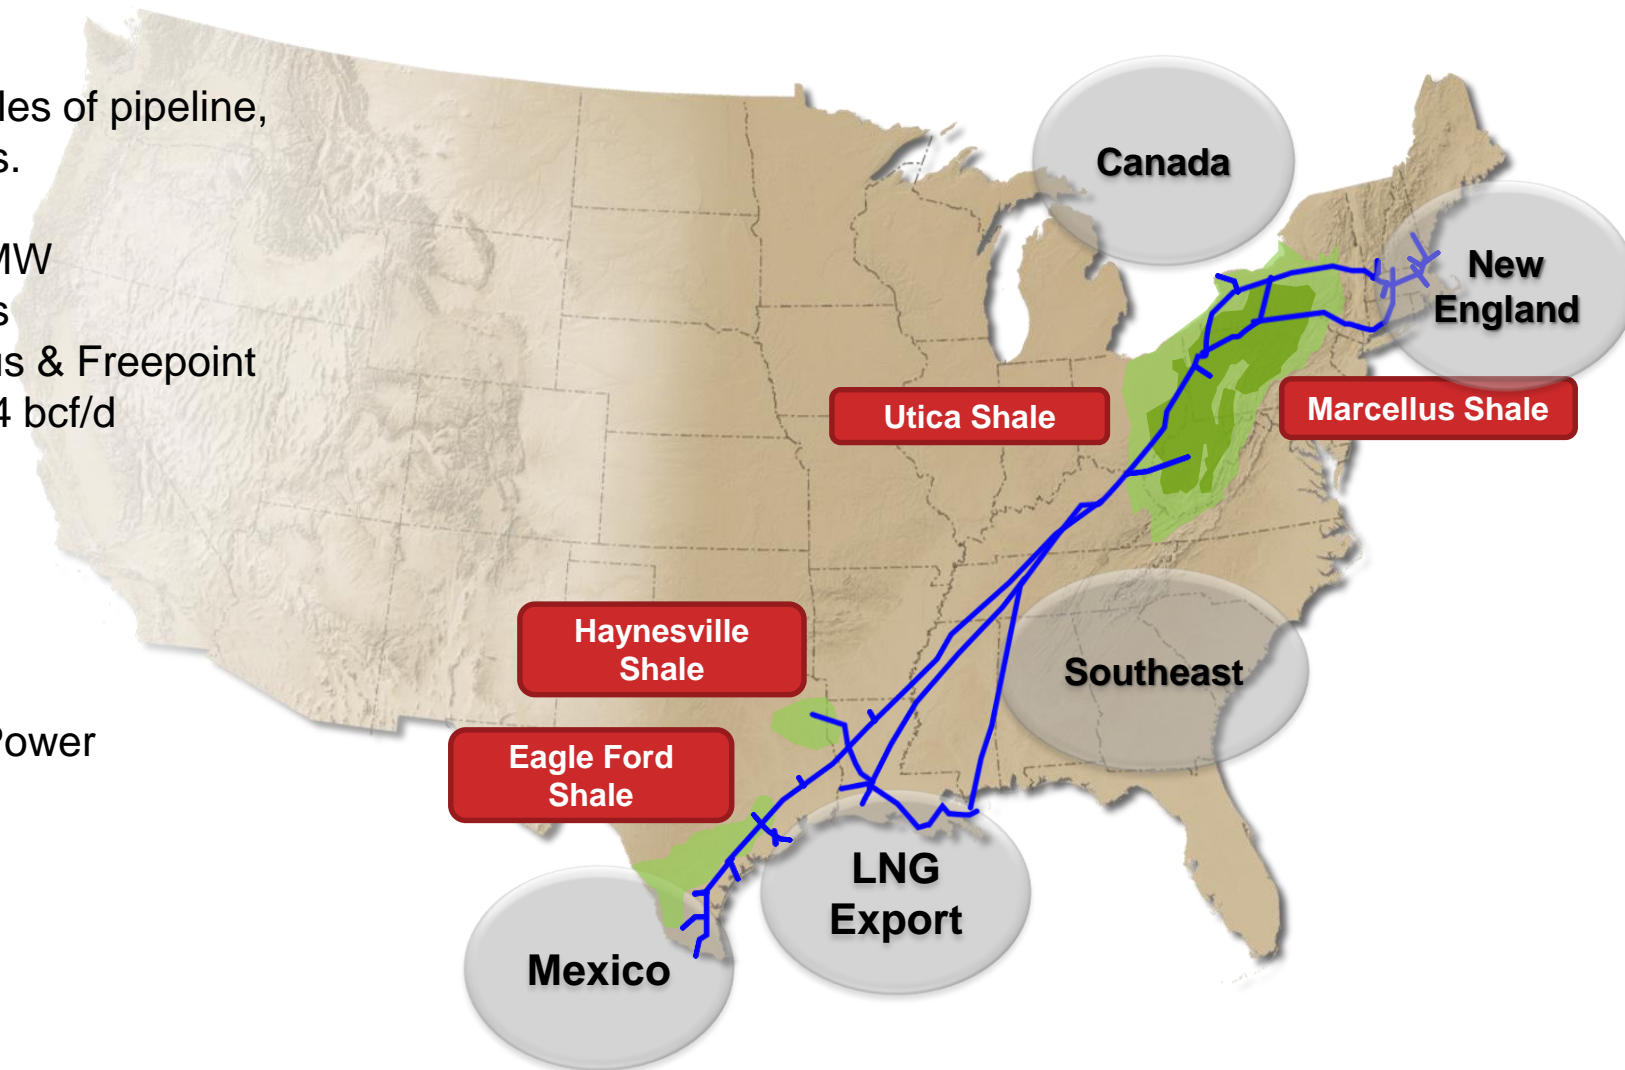 les of pipeline,
s.
MW
s
us & Freepoint
4 bcf/d
Power
Canada
New
England
Utica Shale
Marcellus Shale
Haynesville
Shale
Southeast
Eagle Ford
Shale
LNG
Export
Mexico